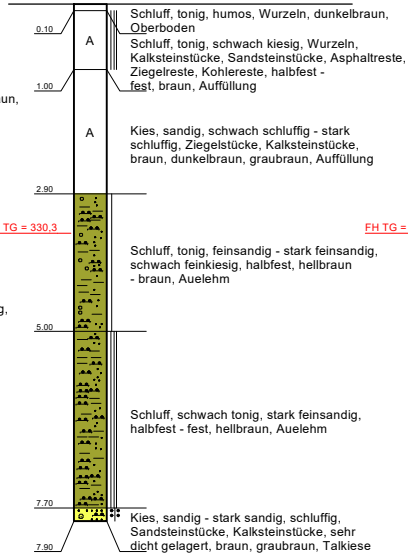 Schluff, tonig, humos, Wurzeln, dunkelbraun,
Oberboden
0.10
A
Schluff, tonig, schwach kiesig, Wurzeln,
Kalksteinstücke, Sandsteinstücke, Asphaltreste,
Ziegelreste, Kohlereste, halbfest -
fest, braun, Auffüllung
1.00
A
Kies, sandig, schwach schluffig - stark
schluffig, Ziegelstücke, Kalksteinstücke,
braun, dunkelbraun, graubraun, Auffüllung
2.90
TG = 330.3
FH TG =
Schluff, tonig, feinsandig - stark feinsandig,
schwach feinkiesig, halbfest, hellbraun
- braun, Auelehm
5.00
Schluff, schwach tonig, stark feinsandig,
halbfest - fest, hellbraun, Auelehm
7.70
Kies, sandig - stark sandig, schluffig,
Sandsteinstücke, Kalksteinstücke, sehr
dicht gelagert, braun, graubraun, Talkiese
7.90